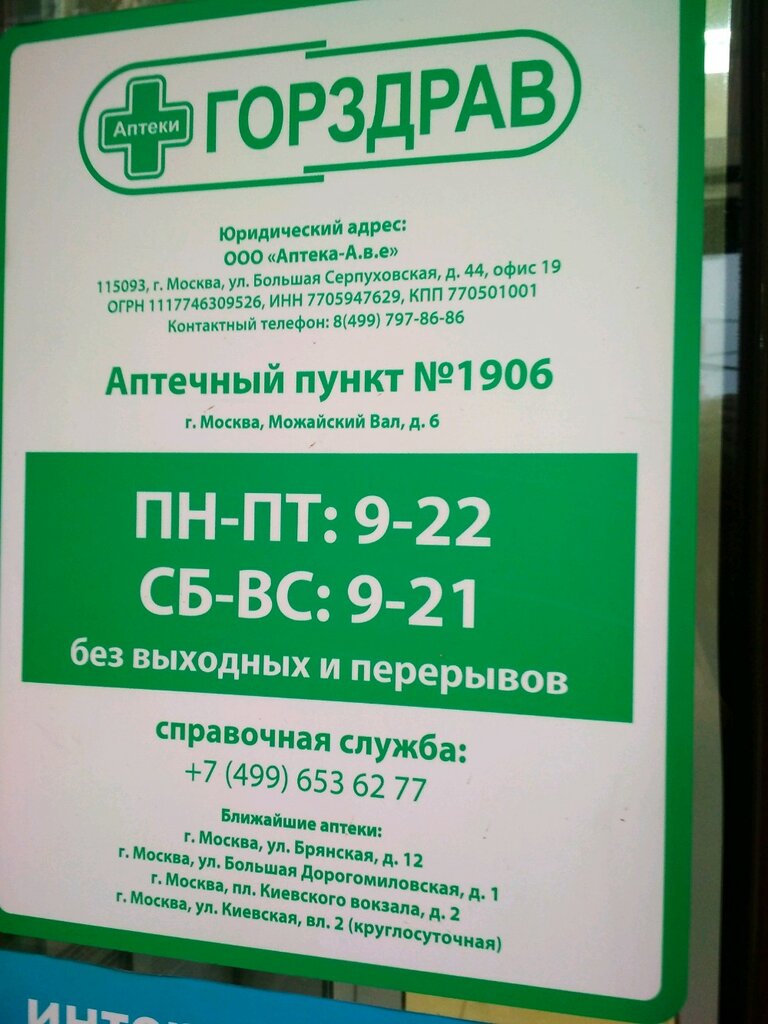 Аптеки
ГОРЗДРАВ
Юридический адрес:
ООО «Аптека-А.в.е»
115093, г. Москва, ул. Большая Серпуховская, д. 44, офис 19
ОГРН 1117746309526, ИНН 7705947629, КПП 770501001
Контактный телефон: 8(499) 797-86-86
Аптечный пункт №1906
г. Москва, Можайский Вал, д. 6
ПН-ПТ: 9-22
СБ-ВС: 9-21
без выходных и перерывов
справочная служба:
+7 (499) 653 62 77
Ближайшие аптеки:
г. Москва, ул. Брянская, д. 12
г. Москва, ул. Большая Дорогомиловская, д. 1
г. Москва, пл. Киевского вокзала, д. 2
г. Москва, ул. Киевская, вл. 2 (круглосуточная)